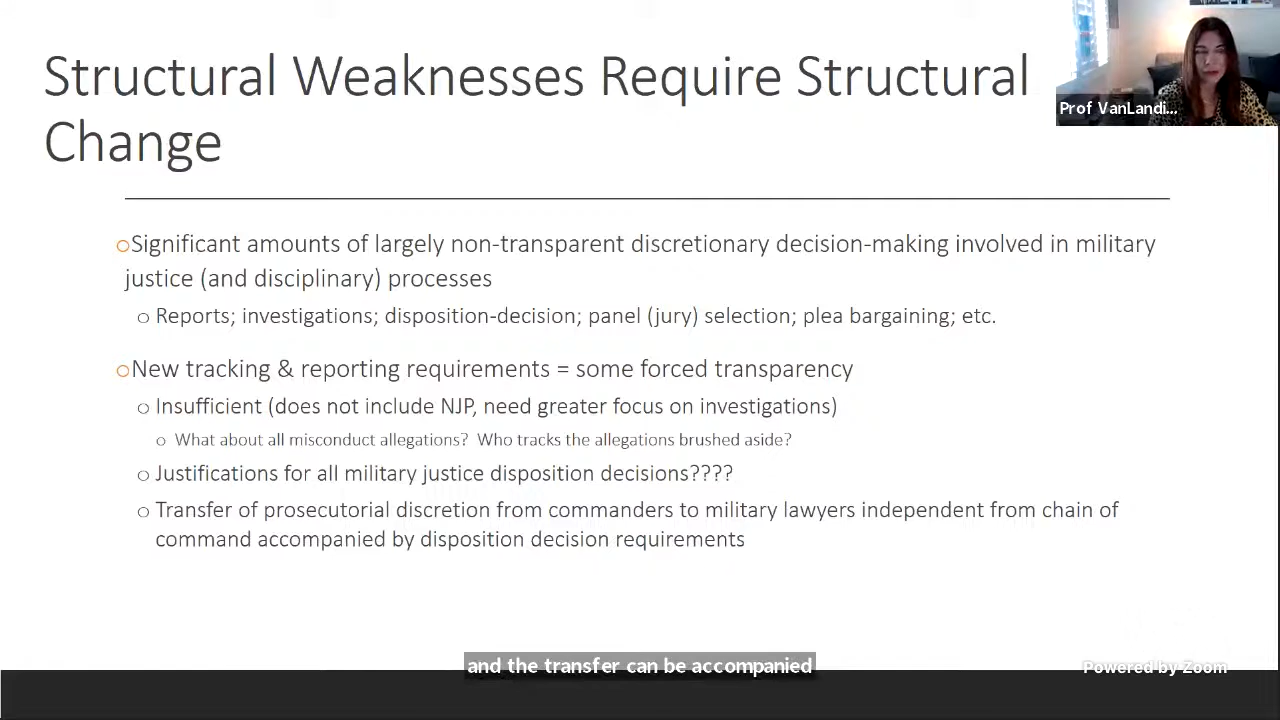 Structural Weaknesses Require Structural
Change
Prof VanLandi...
oSignificant amounts of largely non-transparent discretionary decision-making involved in military
justice (and disciplinary) processes
o Reports; investigations; disposition-decision; panel (jury) selection; plea bargaining; etc.
oNew tracking & reporting requirements = some forced transparency
o Insufficient (does not include NJP, need greater focus on investigations)
o What about all misconduct allegations? Who tracks the allegations brushed aside?
o Justifications for all military justice disposition decisions????
o Transfer of prosecutorial discretion from commanders to military lawyers independent from chain of
command accompanied by disposition decision requirements
and the transfer can be accompanied
Powered by Zoom